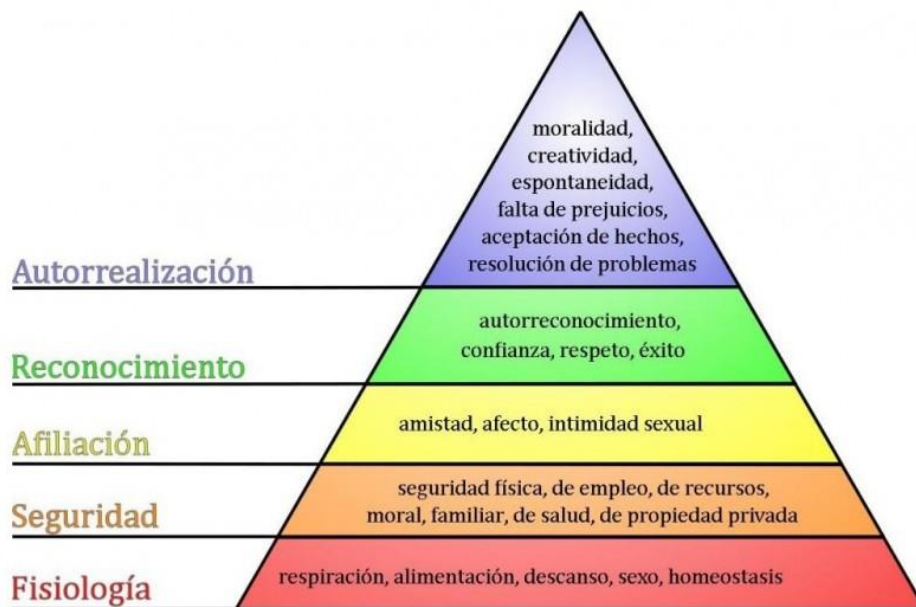 moralidad,
creatividad,
espontaneidad,
falta de prejuicios,
aceptación de hechos,
resolución de problemas
Autorrealización
autorreconocimiento,
confianza, respeto, éxito
Reconocimiento
amistad, afecto, intimidad sexual
Afiliación
seguridad física, de empleo, de recursos,
moral, familiar, de salud, de propiedad privada
Seguridad
respiración, alimentación, descanso, sexo, homeostasis
Fisiología